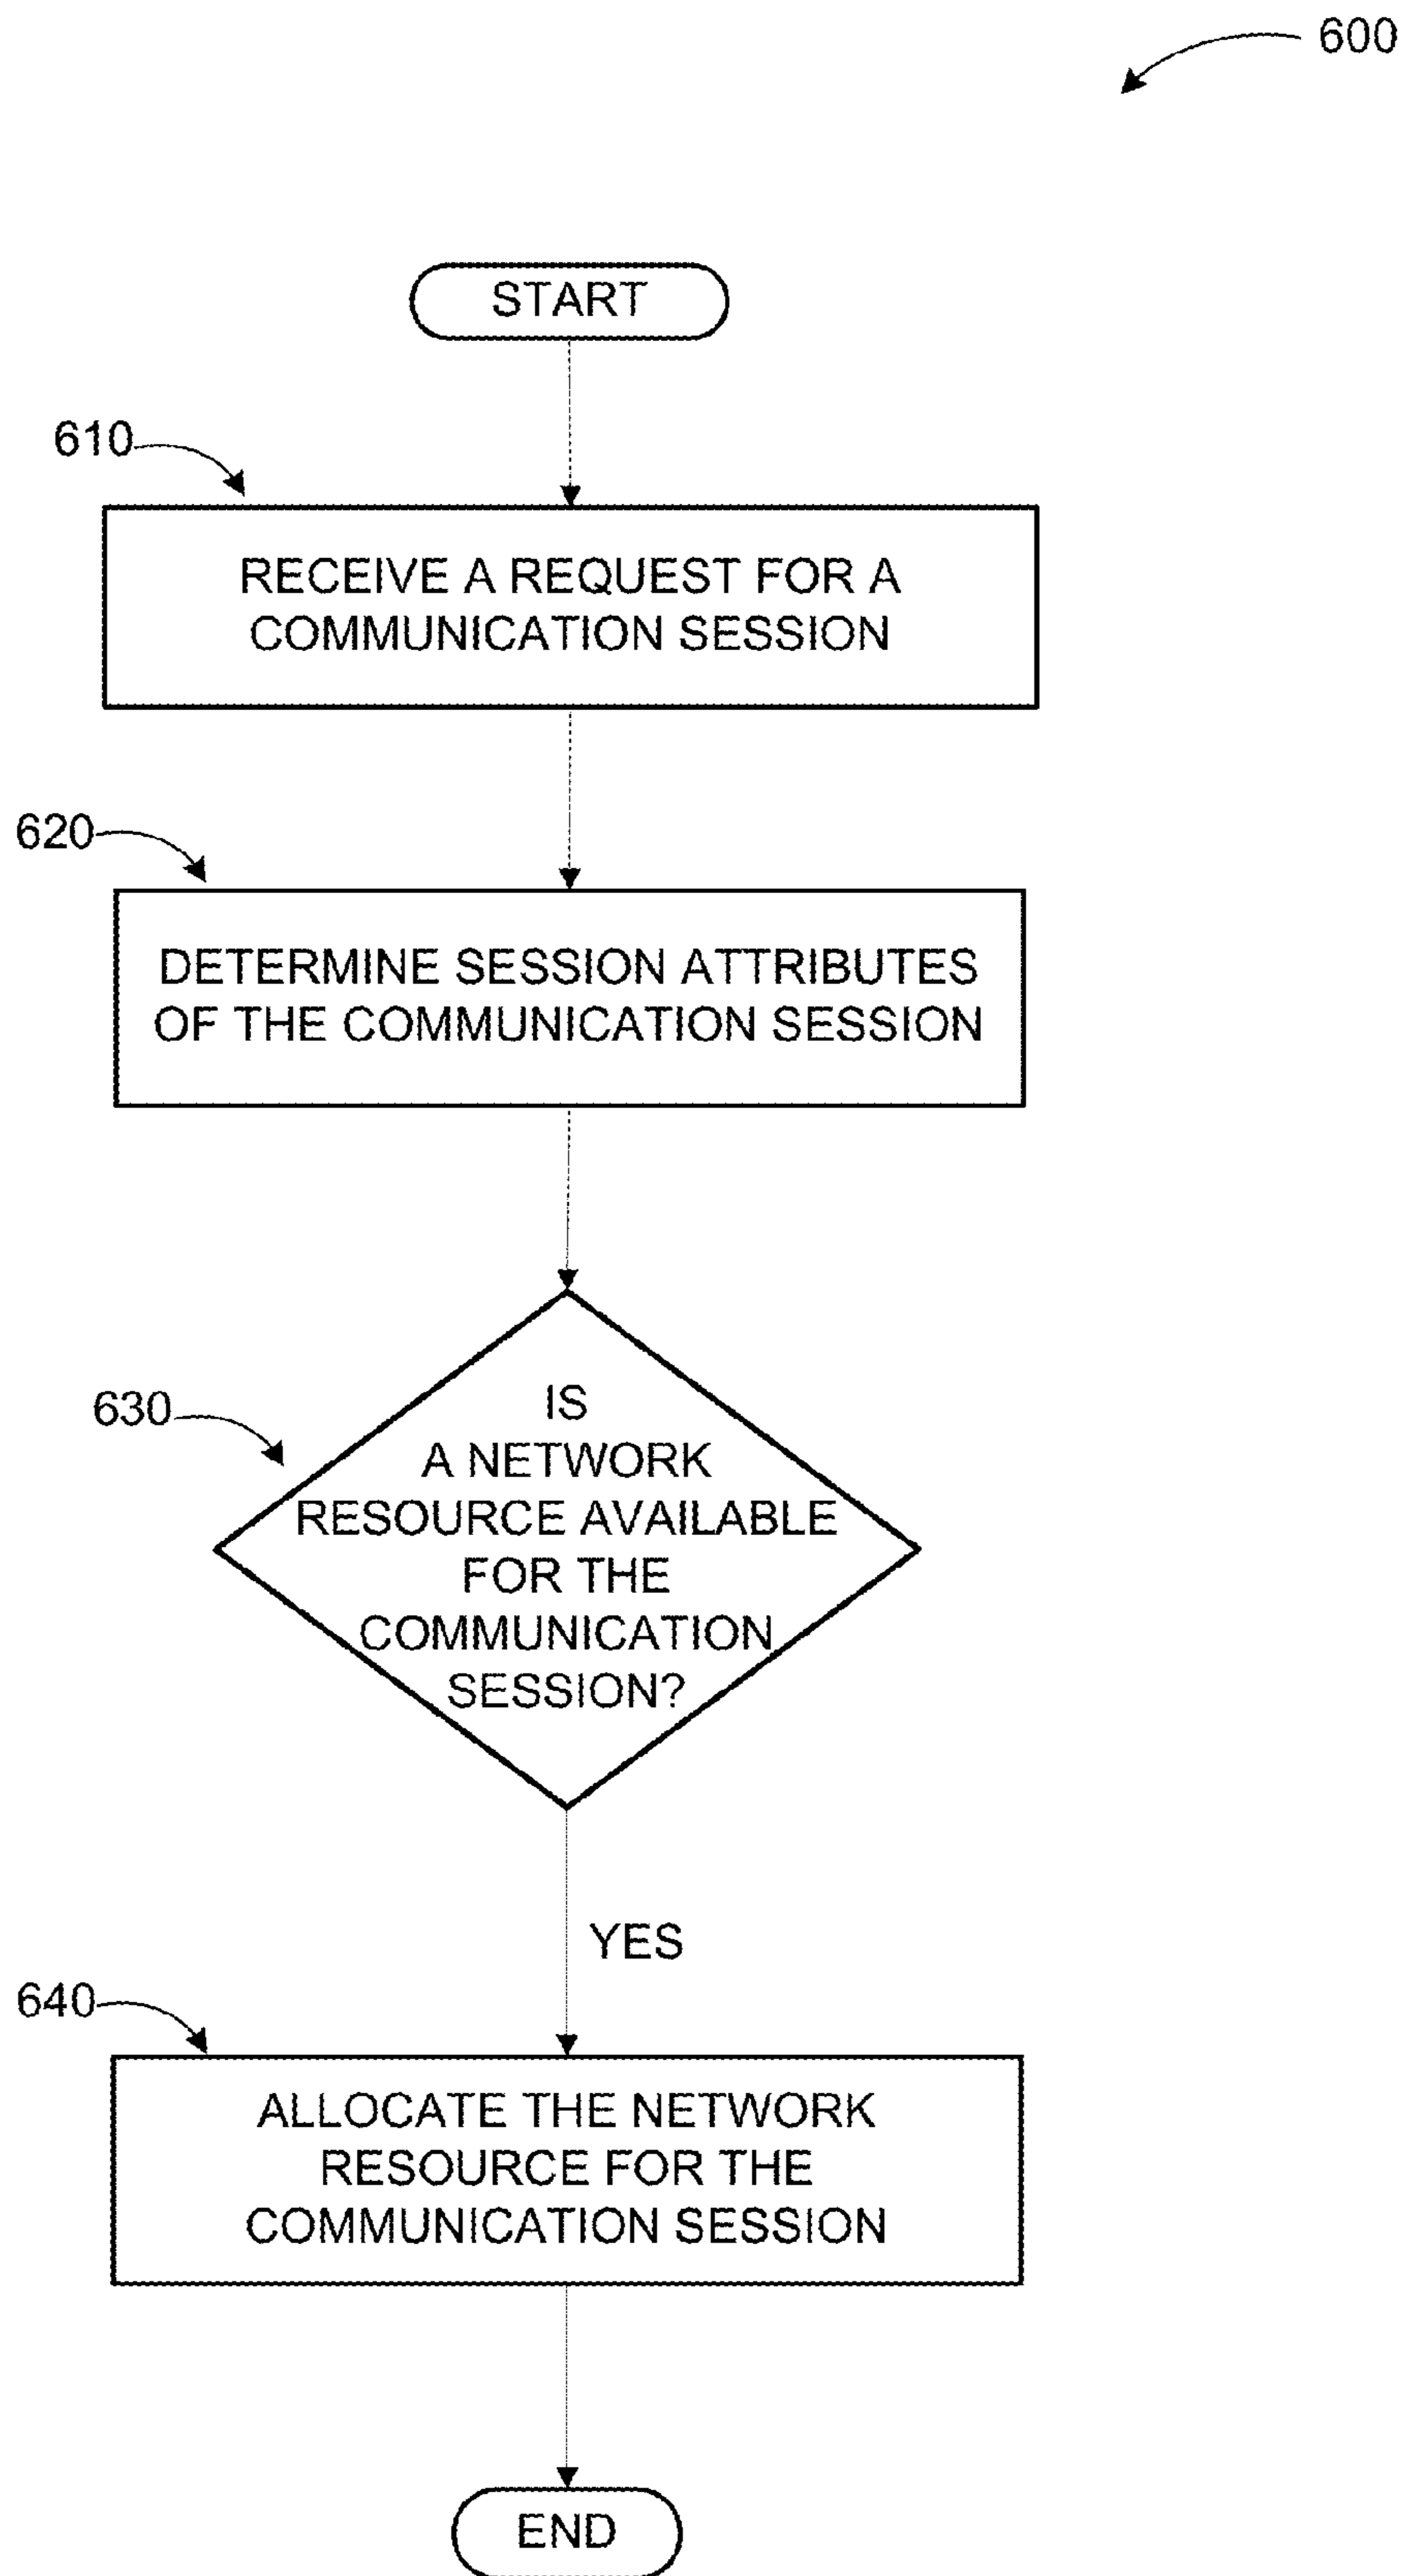 600
START
610
RECEIVE A REQUEST FOR A
COMMUNICATION SESSION
620
DETERMINE SESSION ATTRIBUTES
OF THE COMMUNICATION SESSION
630
IS
A NETWORK
RESOURCE AVAILABLE
FOR THE
COMMUNICATION
SESSION?
YES
640
ALLOCATE THE NETWORK
RESOURCE FOR THE
COMMUNICATION SESSION
END